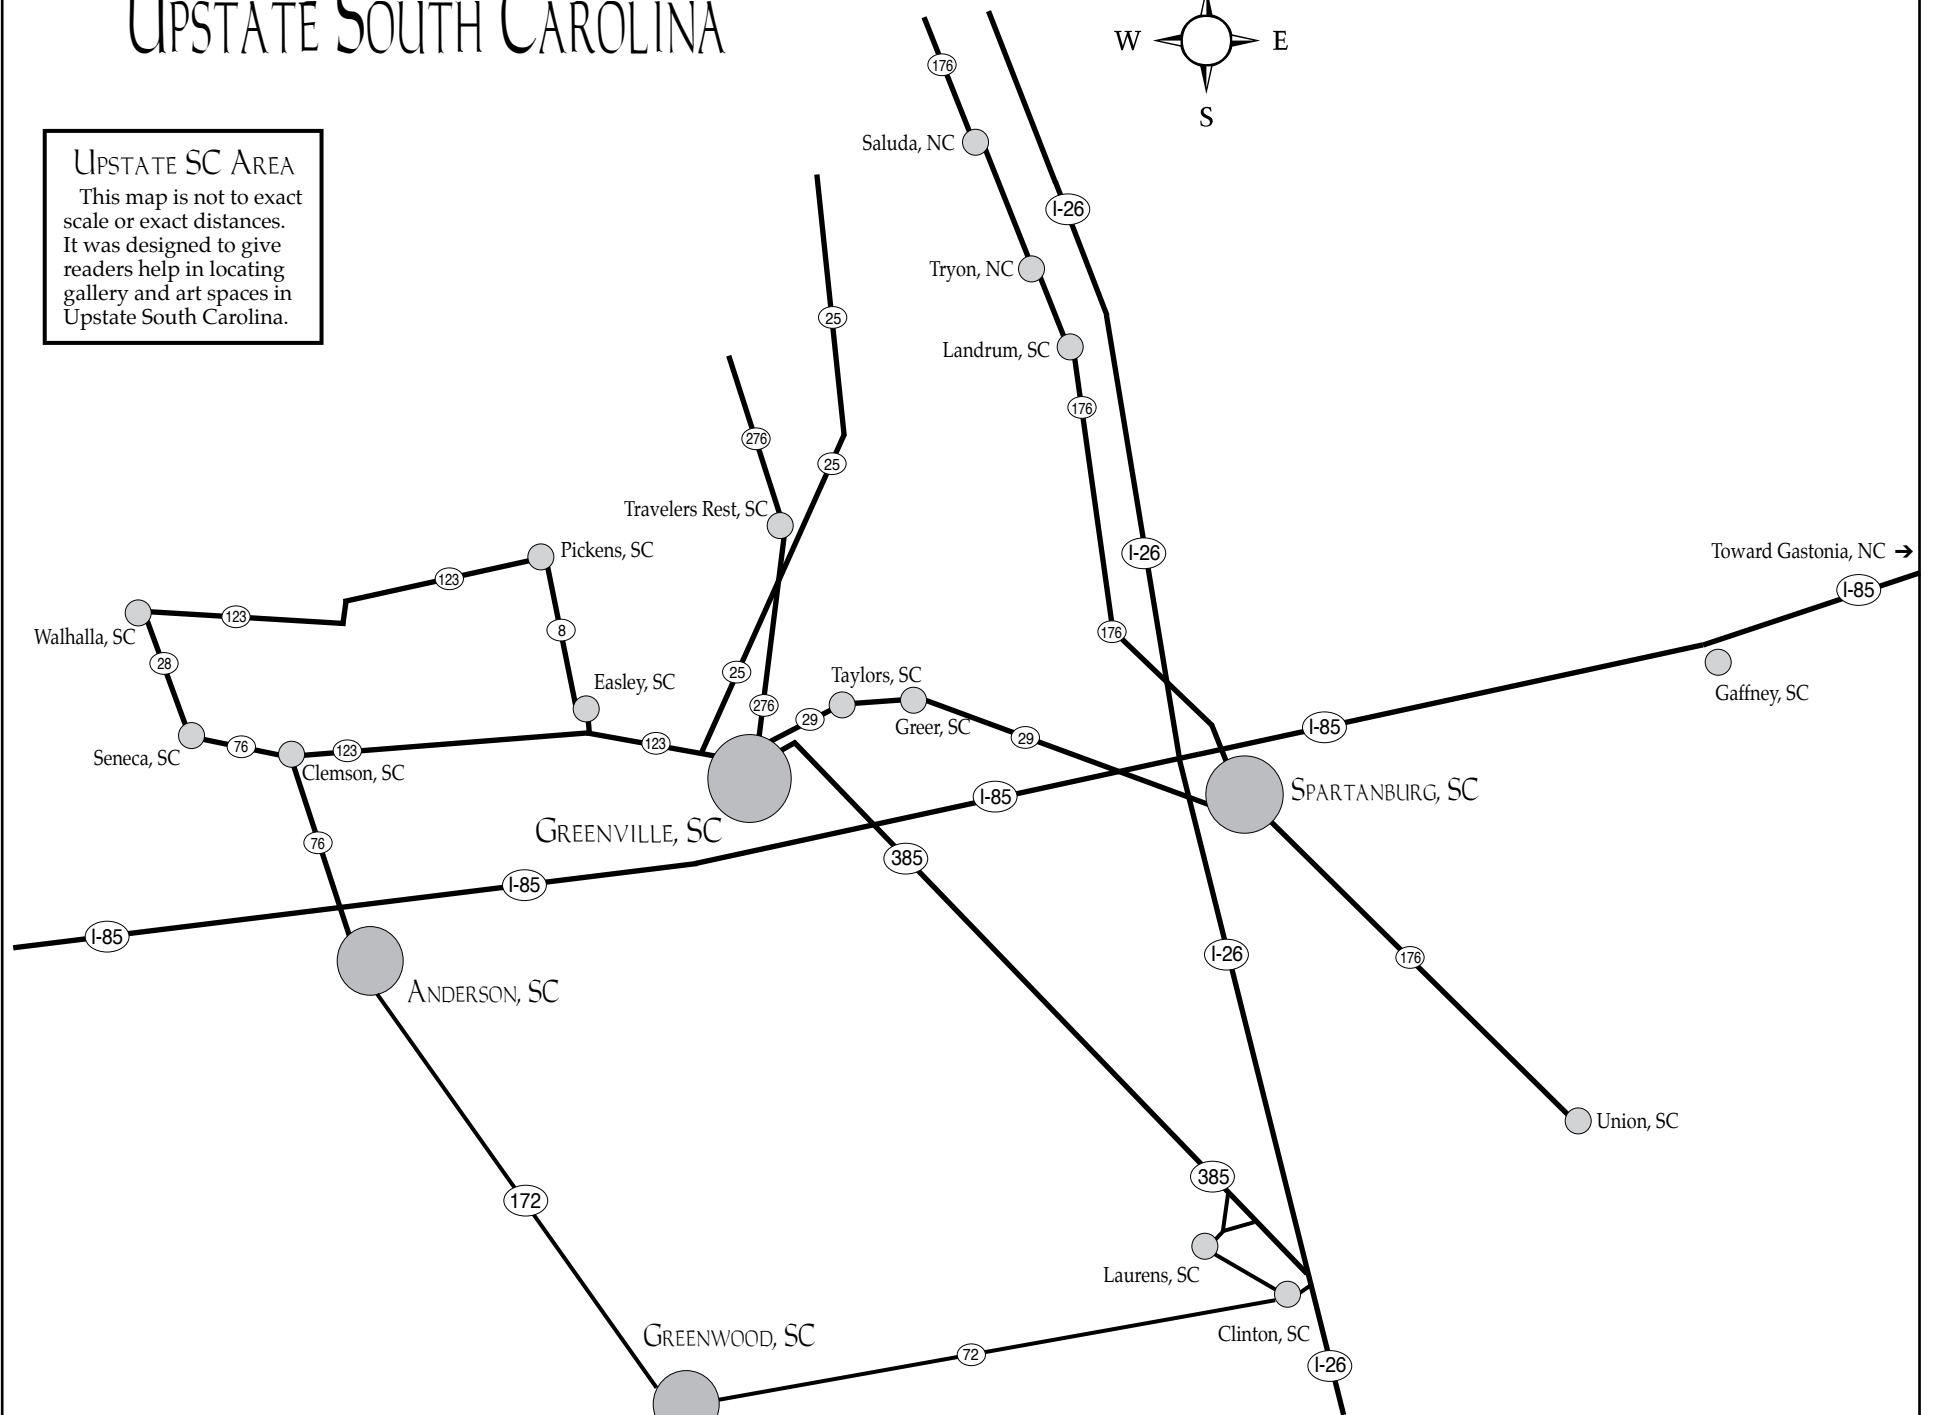 UPSTATE SOUTH CAROLINA
W E
S
176
Saluda, NC
UPSTATE SC AREA
This map is not to exact
scale or exact distances.
It was designed to give
readers help in locating
gallery and art spaces in
Upstate South Carolina.
I-26
Tryon, NC
25
Landrum, SC
176
276
25
Travelers Rest, SC
Pickens, SC
I-26
Toward Gastonia, NC ➔
123
I-85
123
Walhalla, SC
8
176
28
25
Taylors, SC
Easley, SC
Gaffney, SC
276
29
Greer, SC
I-85
29
123
76
123
Seneca, SC
Clemson, SC
I-85
SPARTANBURG, SC
GREENVILLE, SC
76
385
I-85
I-85
I-26
176
ANDERSON, SC
Union, SC
385
172
Laurens, SC
GREENWOOD, SC
Clinton, SC
72
I-26